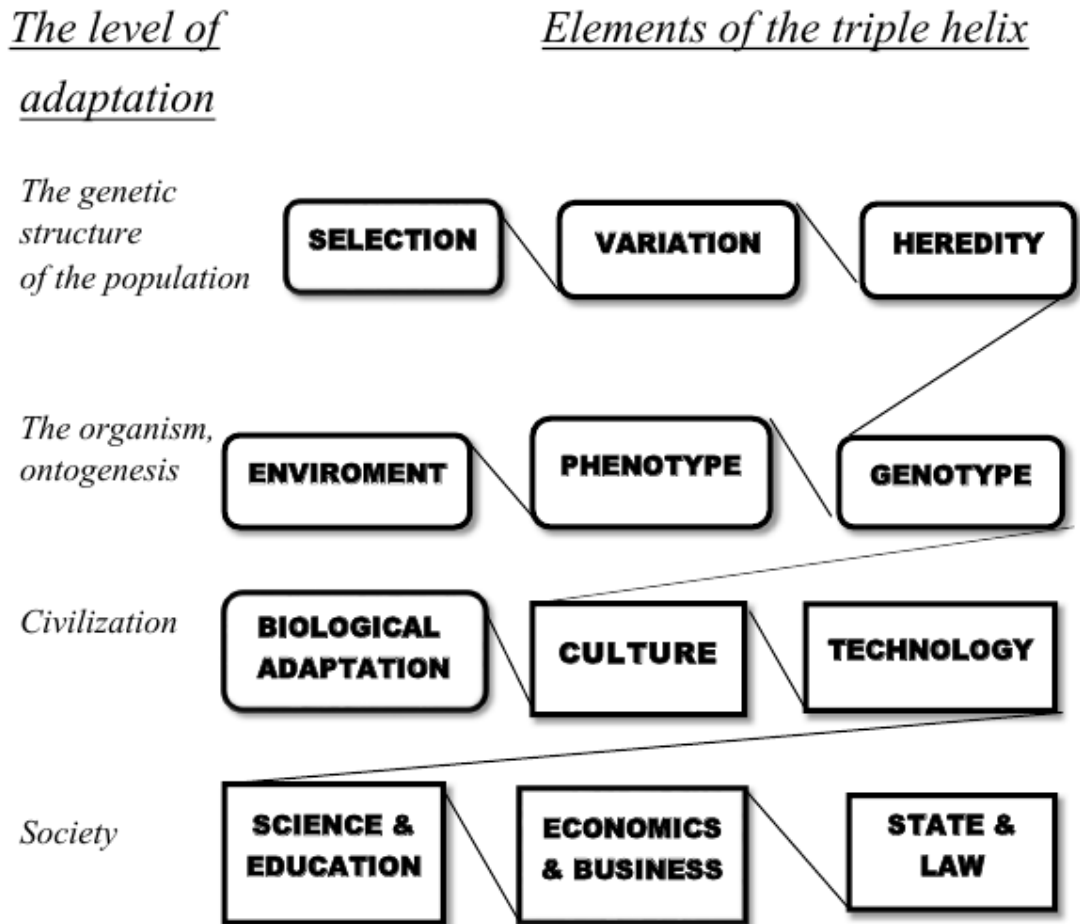 The level of
adaptation
Elements of the triple helix
The genetic
structure
of the population
SELECTION
VARIATION
HEREDITY
The organism,
ontogenesis
ENVIROMENT
PHENOTYPE
GENOTYPE
Civilization
BIOLOGICAL
ADAPTATION
CULTURE
TECHNOLOGY
Society
SCIENCE &
EDUCATION
ECONOMICS
& BUSINESS
STATE &
LAW